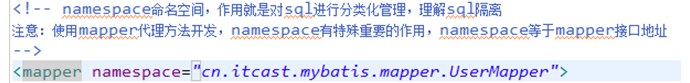 <!-- namespace命名空间，作用就是对sql进行分类化管理，理解sql隔离
注意：使用mapper代理方法开发，namespace有特殊重要的作用，namespace等于mapper接口地址
-->
<mapper namespace="cn.itcast.mybatis.mapper.UserMapper">